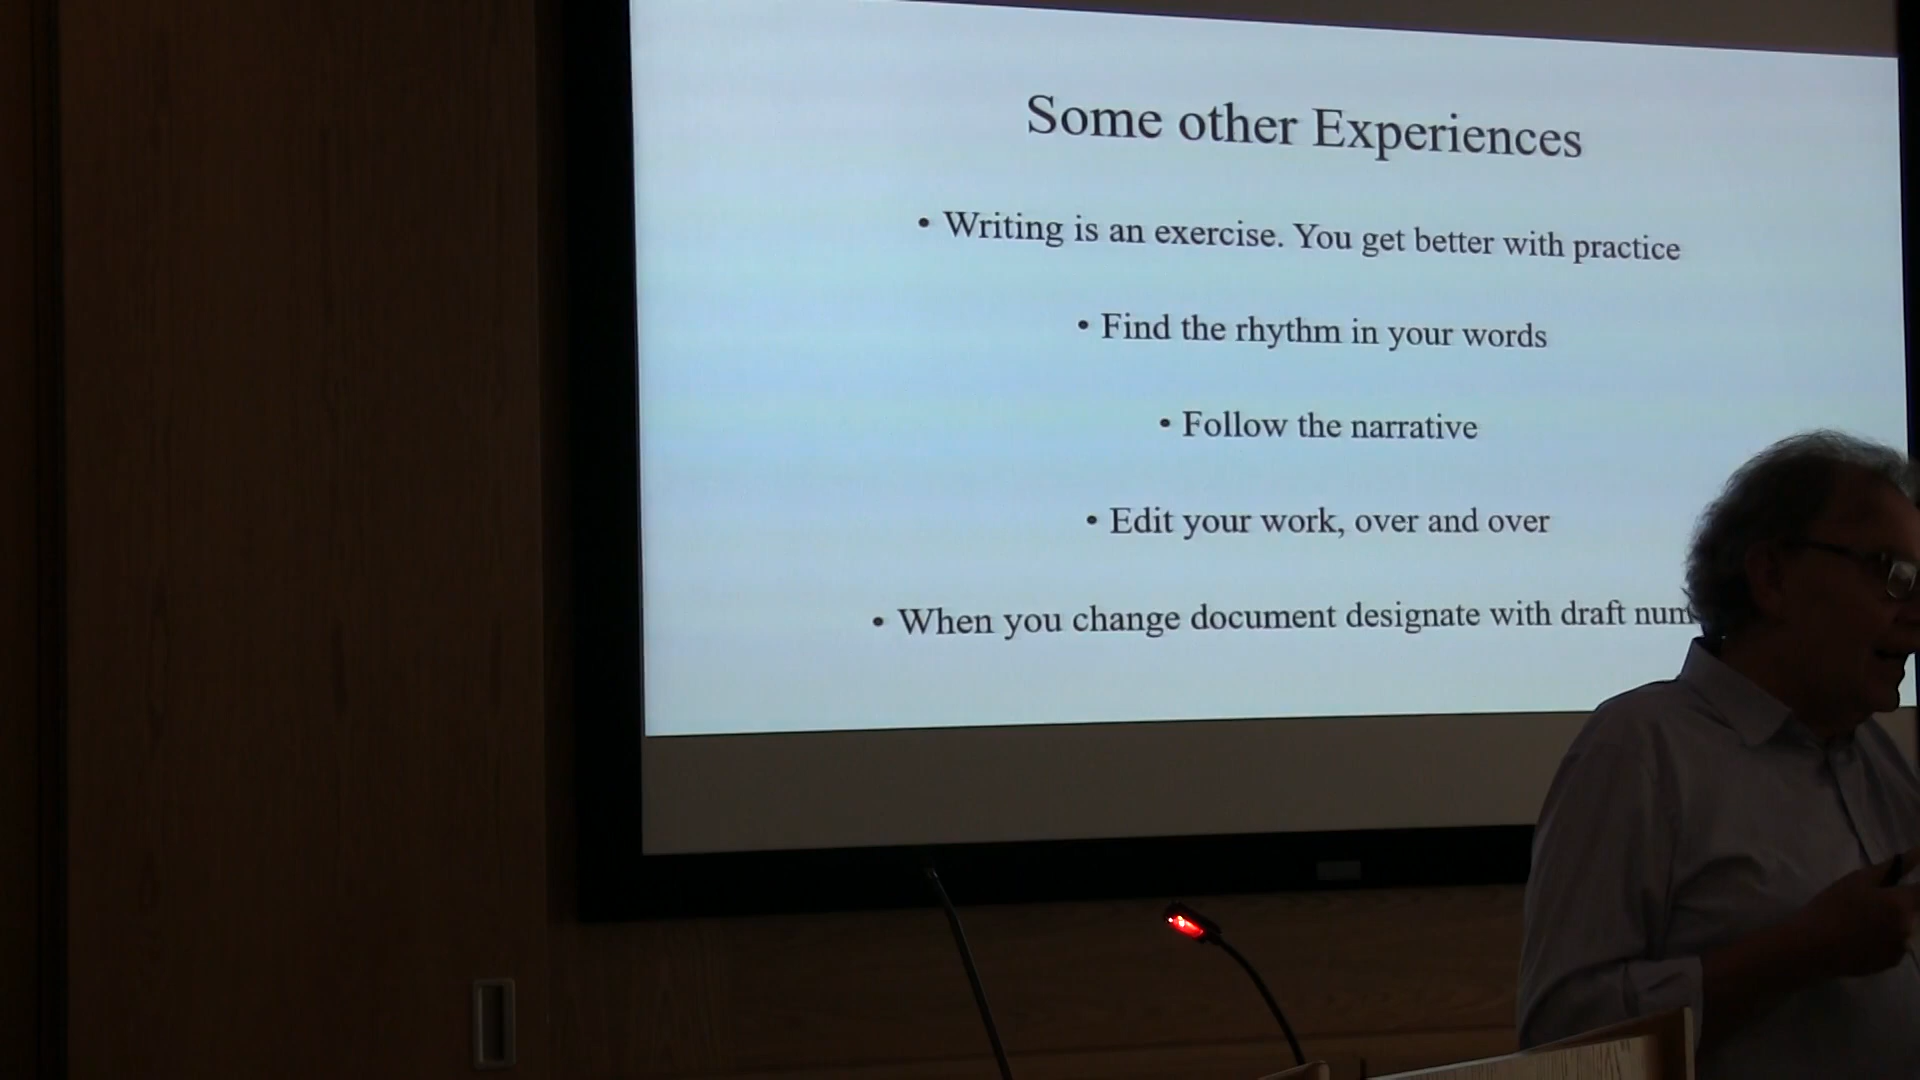 Some other Experiences
• Writing is an exercise. You get better with practice
• Find the rhythm in your words
• Follow the narrative
• Edit your work, over and over
• When you change document designate with draft